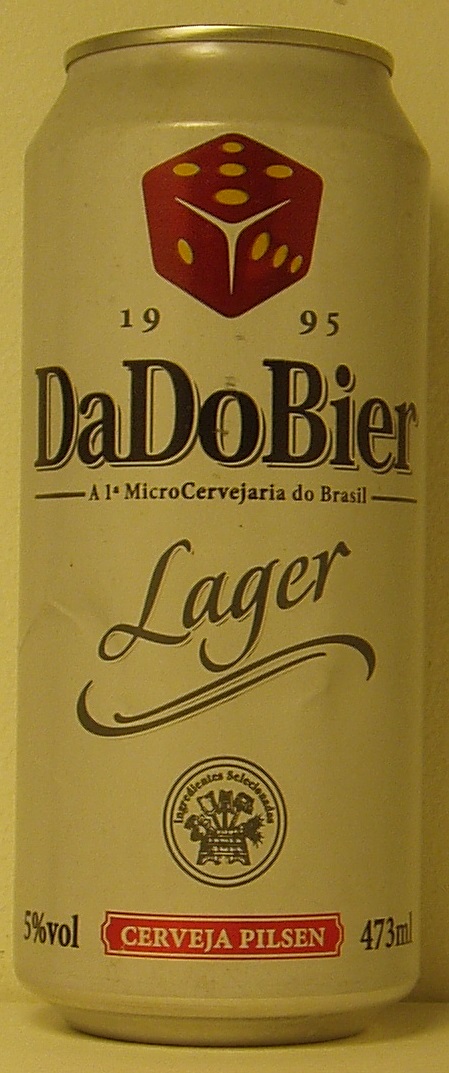 19 95
DaDoBier
A 1ª MicroCervejaria do Brasil
Lager
Ingredientes Selecionados
5%vol CERVEJA PILSEN 473ml